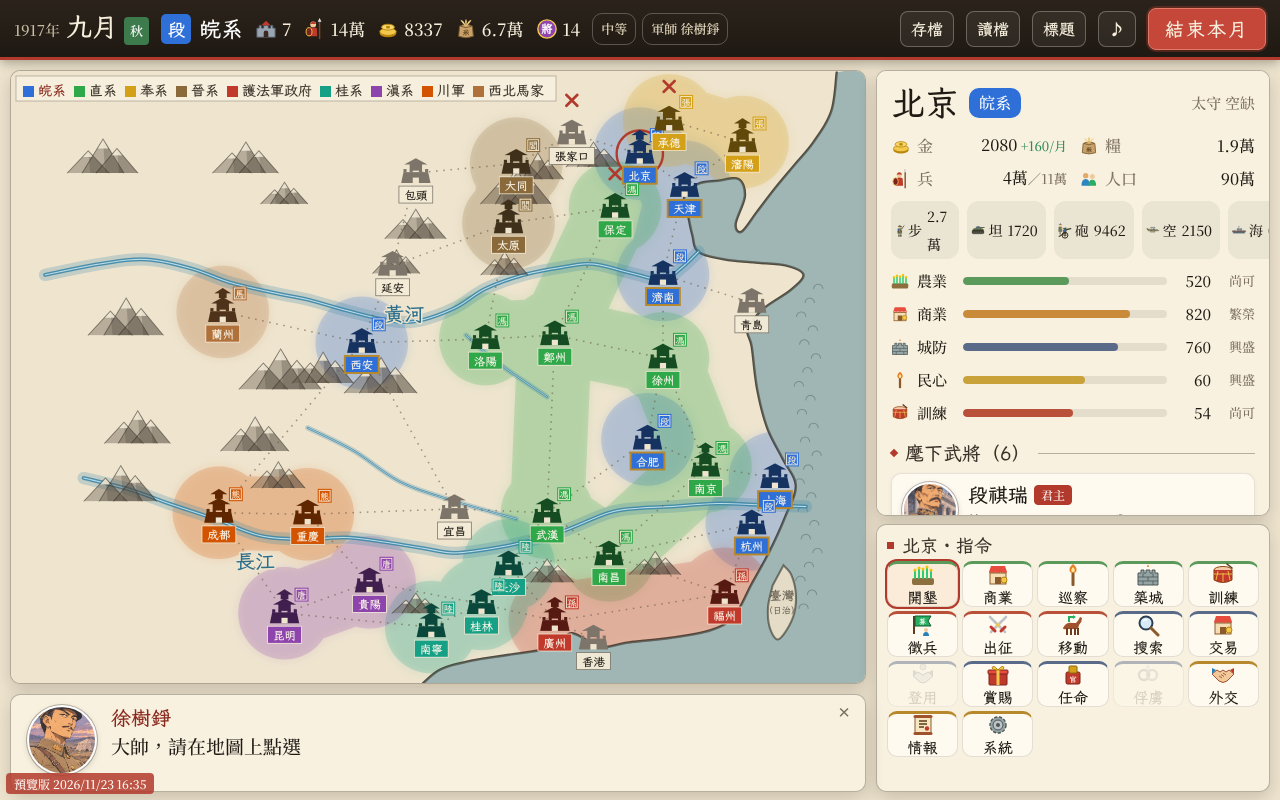 1917年 九月 秋 段 皖系 7 14萬 8337 6.7萬 將 14 中等 軍師 徐樹錚 存檔 讀檔 標題 ♪ 結束本月
皖系 直系 奉系 晉系 護法軍政府 桂系 滇系 川軍 西北馬家
張家口
承德
瀋陽
北京
包頭
大同
天津
保定
太原
延安
濟南
蘭州
黃河
青島
西安
洛陽
鄭州
徐州
合肥
南京
上海
成都
重慶
宜昌
武漢
杭州
長江
長沙
南昌
貴陽
昆明
桂林
南寧
廣州
福州
香港
臺灣
(日治)
北京 皖系 太守 空缺
金 2080 +160/月 糧 1.9萬
兵 4萬/11萬 人口 90萬
步 2.7萬 坦 1720 砲 9462 空 2150 海
農業 520 尚可
商業 820 繁榮
城防 760 興盛
民心 60 興盛
訓練 54 尚可
麾下武將（6）
段祺瑞 君主
北京・指令
開墾 商業 巡察 築城 訓練
徵兵 出征 移動 搜索 交易
登用 賞賜 任命 俘虜 外交
情報 系統
徐樹錚
大帥，請在地圖上點選
×
預覽版 2026/11/23 16:35